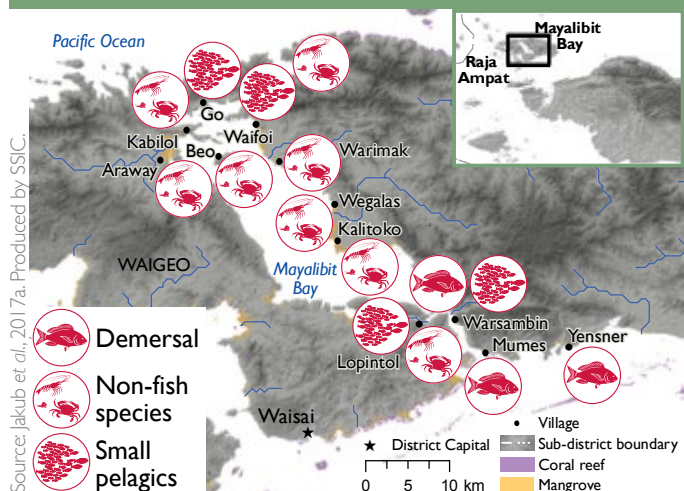 Pacific Ocean
Mayalibit
Bay
Raja
Ampat
Go
Kabilol
Waifoi
Beo
Araway
Warimak
Wegalas
Kalitoko
WAIGEO
Mayalibit
Bay
Warsambin
Yensner
Lopintol
Mumes
Waisai
Demersal
Non-fish
species
Small
pelagics
Village
District Capital
Sub-district boundary
Coral reef
Mangrove
0 5 10 km
Source: Jakub et al., 2017a. Produced by SSIC.